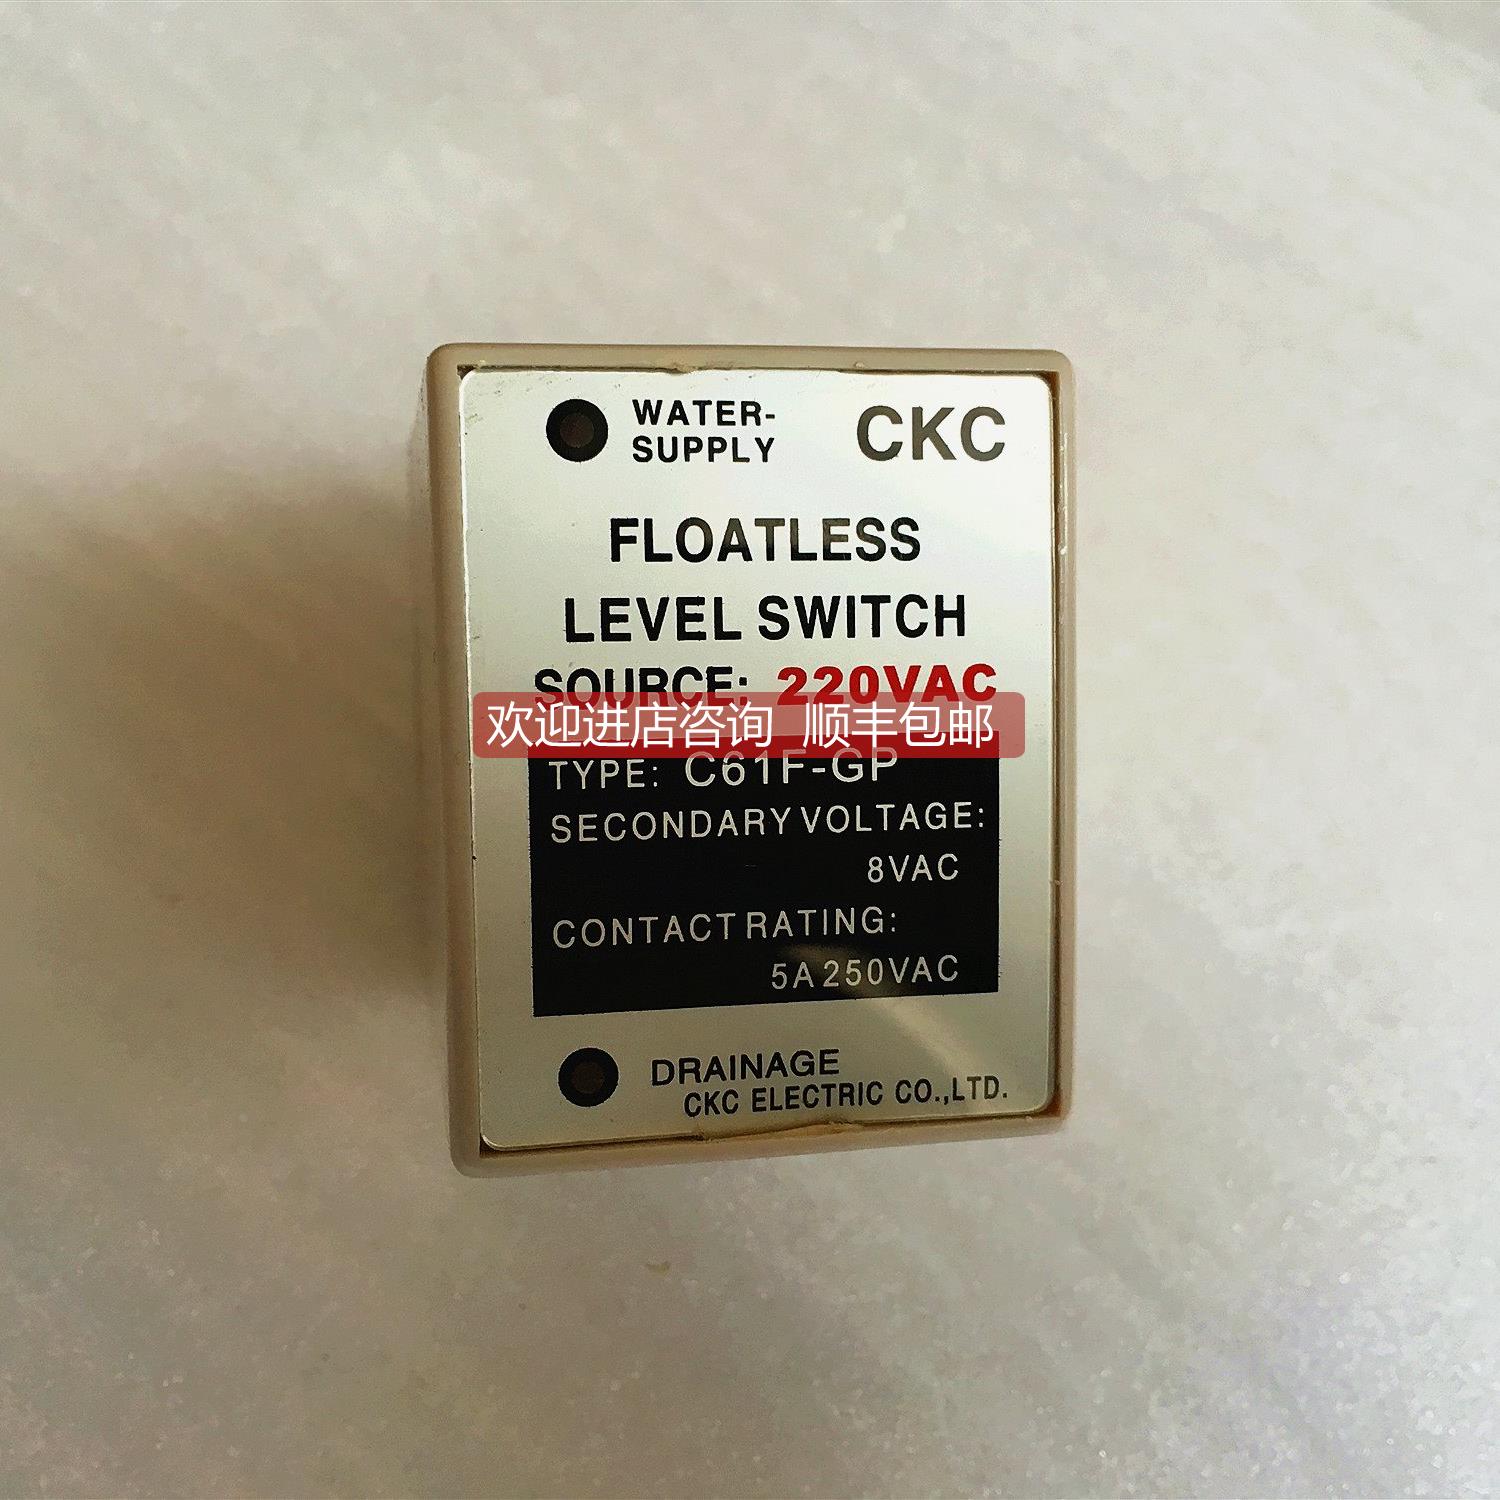 WATER-
SUPPLY
CKC
FLOATLESS
LEVEL SWITCH
SOURCE: 220VAC
欢迎进店咨询 顺丰包邮
TYPE: C61F-GP
SECONDARY VOLTAGE:
8VAC
CONTACT RATING:
5A 250VAC
DRAINAGE
CKC ELECTRIC CO.,LTD.